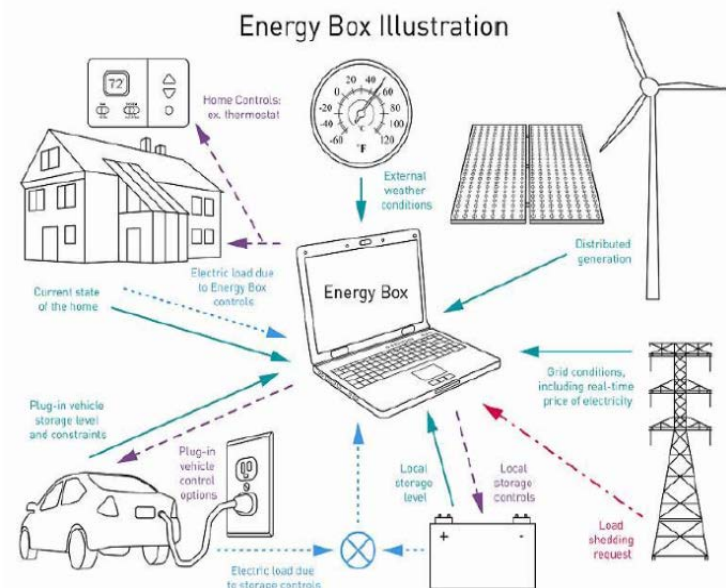 Energy Box Illustration
72
Home Controls:
ex. thermostat
-60 -40 -20 0 20 40 60 80 100 120
°C
°F
External
weather
conditions
Distributed
generation
Electric load due
to Energy Box
controls
Current state
of the home
Energy Box
Grid conditions,
including real-time
price of electricity
Plug-in vehicle
storage level
and constraints
Plug-in
vehicle
control
options
Local
storage
level
Local
storage
controls
Load
shedding
request
+ -
Electric load due
to storage controls